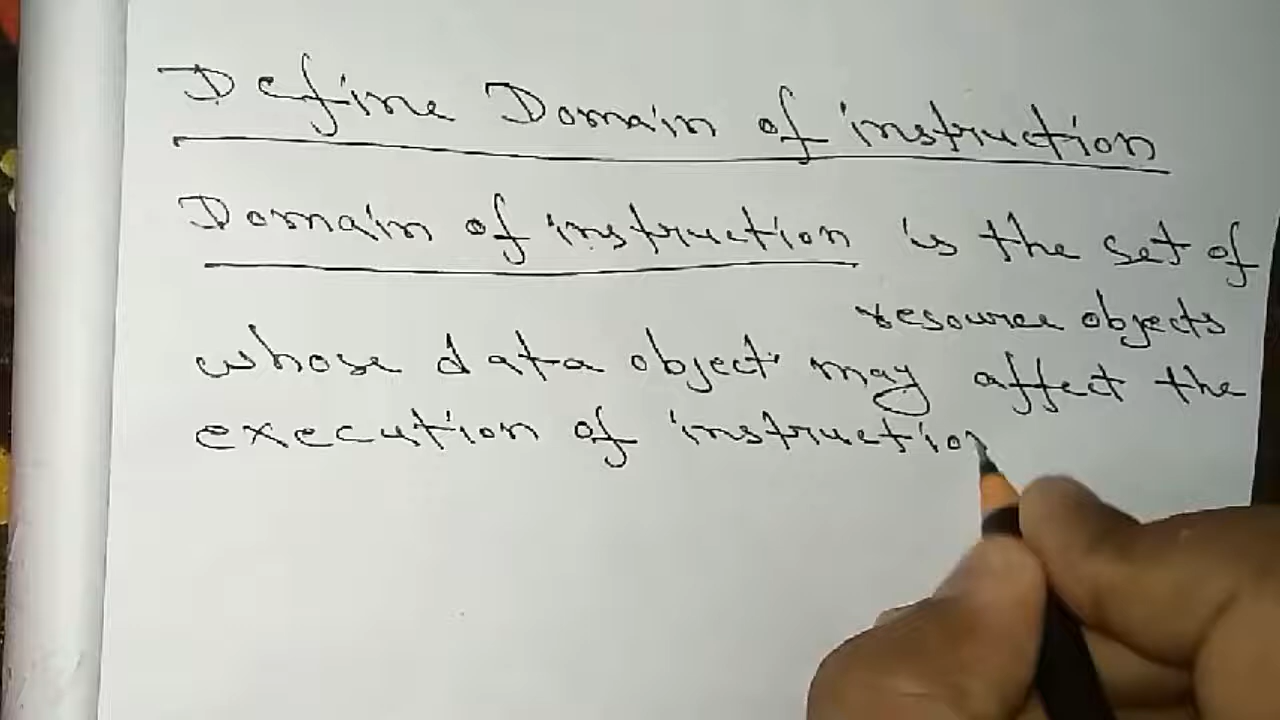 Define Domain of instruction
Domain of instruction is the set of
resource objects
whose data object may affect the
execution of instruction